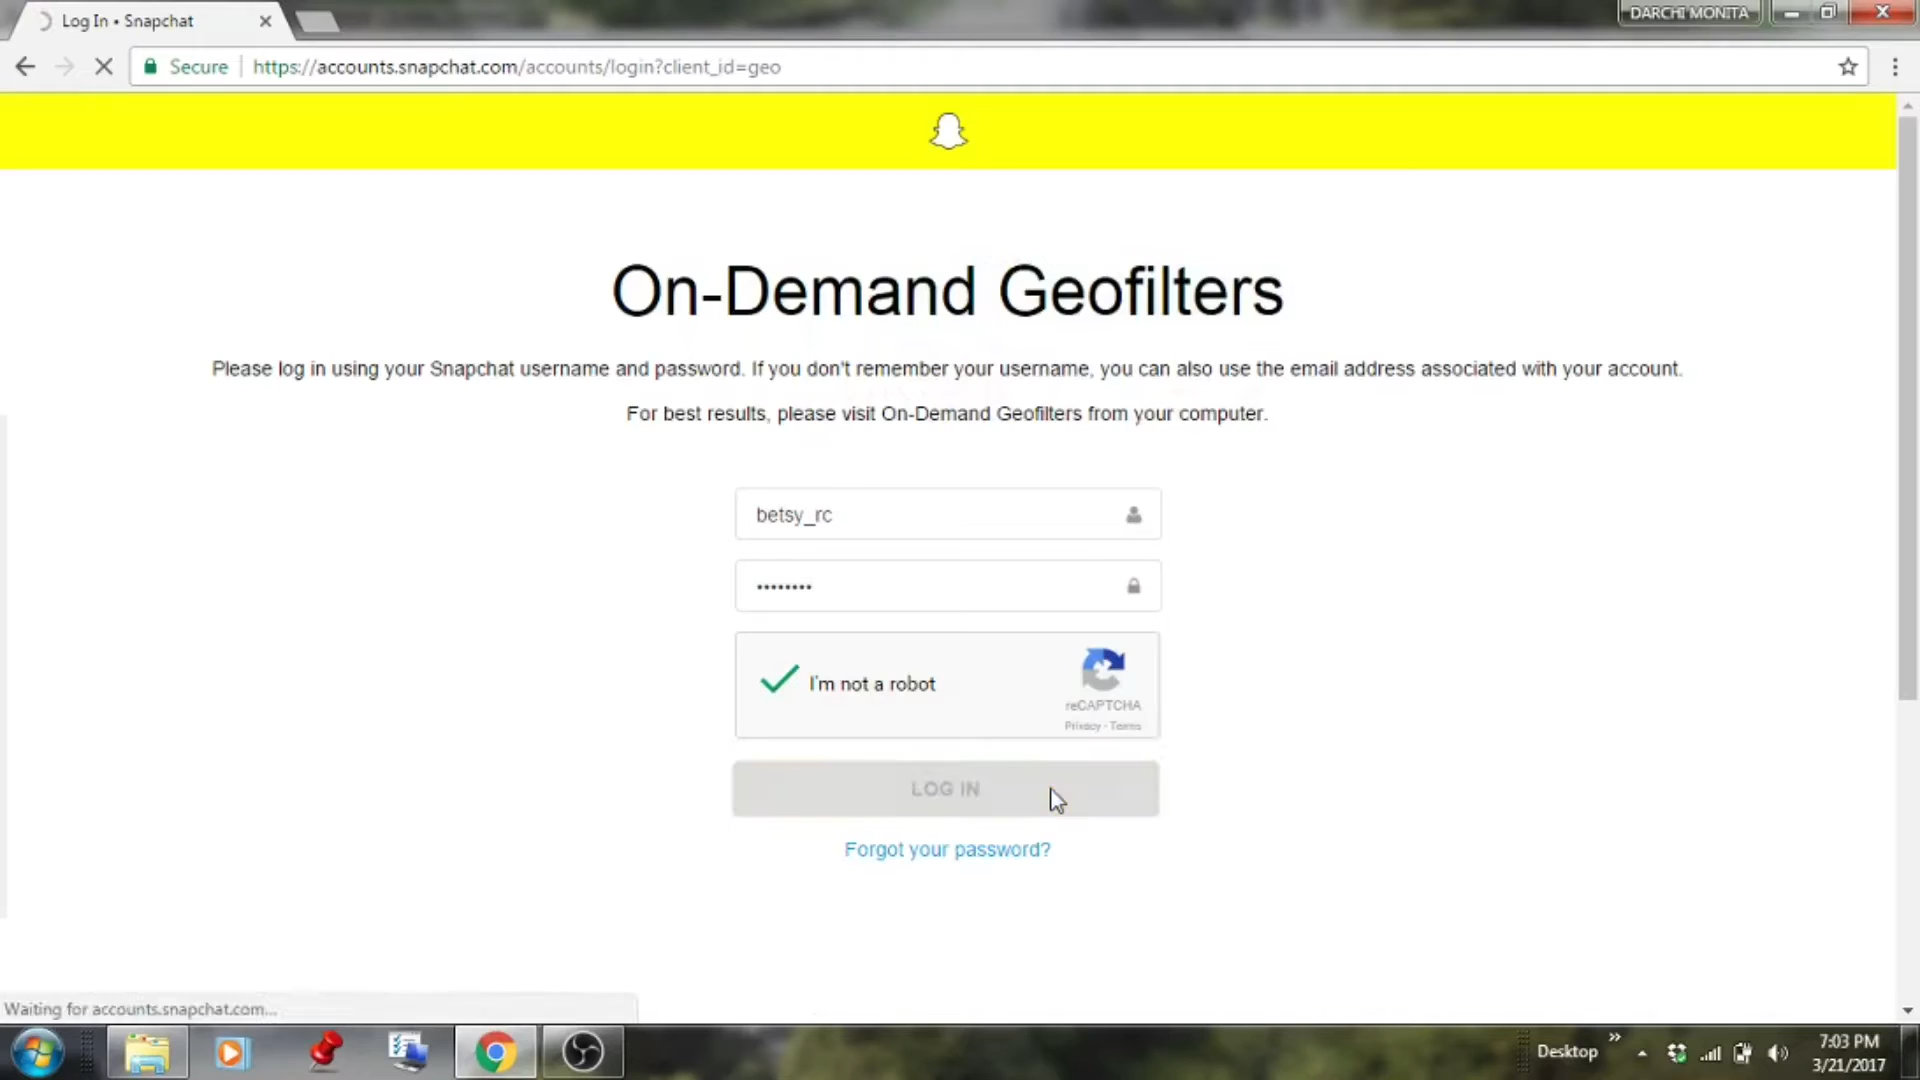 Log In • Snapchat
DARCHI MONITA
Secure
https://accounts.snapchat.com/accounts/login?client_id=geo
On-Demand Geofilters
Please log in using your Snapchat username and password. If you don't remember your username, you can also use the email address associated with your account.
For best results, please visit On-Demand Geofilters from your computer.
betsy_rc
••••••••
I'm not a robot
reCAPTCHA
Privacy - Terms
LOG IN
Forgot your password?
Waiting for accounts.snapchat.com...
Desktop
7:03 PM
3/21/2017